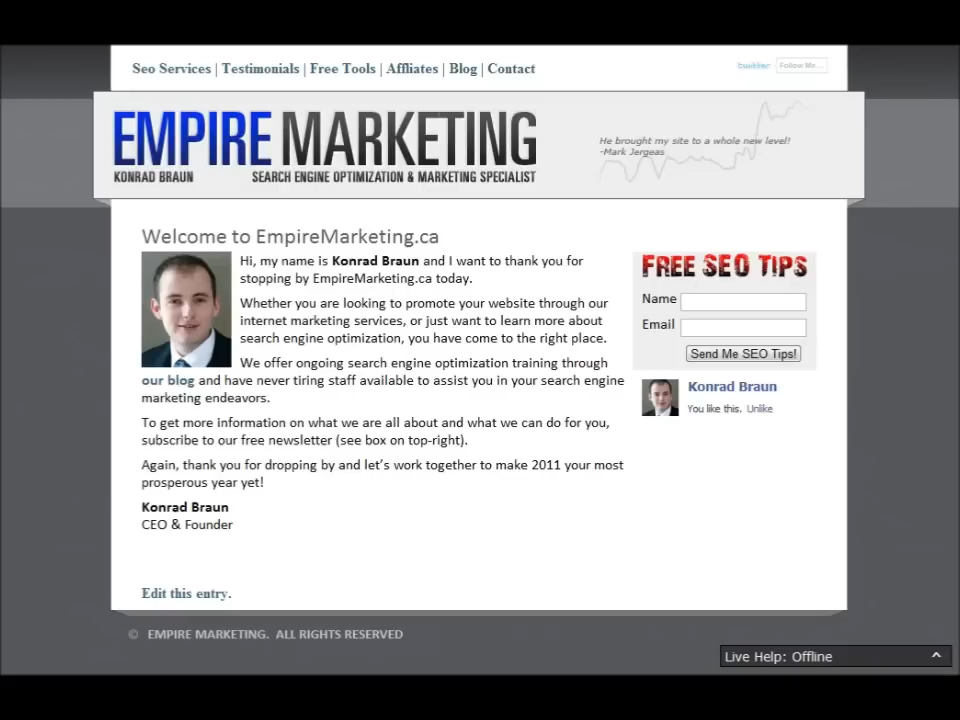 Seo Services | Testimonials | Free Tools | Affliates | Blog | Contact
twitter Follow Me...
EMPIRE MARKETING
KONRAD BRAUN SEARCH ENGINE OPTIMIZATION & MARKETING SPECIALIST
He brought my site to a whole new level!
-Mark Jergeas
Welcome to EmpireMarketing.ca
Hi, my name is Konrad Braun and I want to thank you for
stopping by EmpireMarketing.ca today.
Whether you are looking to promote your website through our
internet marketing services, or just want to learn more about
search engine optimization, you have come to the right place.
We offer ongoing search engine optimization training through
our blog and have never tiring staff available to assist you in your search engine
marketing endeavors.
To get more information on what we are all about and what we can do for you,
subscribe to our free newsletter (see box on top-right).
Again, thank you for dropping by and let's work together to make 2011 your most
prosperous year yet!
Konrad Braun
CEO & Founder
Edit this entry.
FREE SEO TIPS
Name
Email
Send Me SEO Tips!
Konrad Braun
You like this. Unlike
© EMPIRE MARKETING. ALL RIGHTS RESERVED
Live Help: Offline